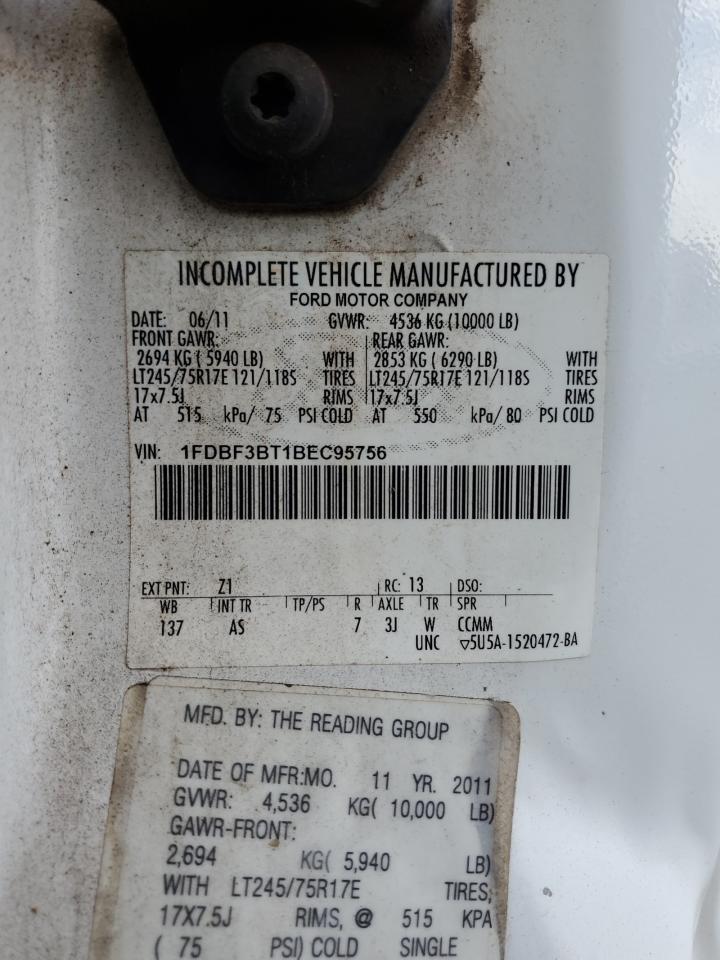 INCOMPLETE VEHICLE MANUFACTURED BY
FORD MOTOR COMPANY
DATE: 06/11 GVWR: 4536 KG (10000 LB)
FRONT GAWR: REAR GAWR:
2694 KG ( 5940 LB) WITH 2853 KG ( 6290 LB) WITH
LT245/75R17E 121/118S TIRES LT245/75R17E 121/118S TIRES
17x7.5J RIMS 17x7.5J RIMS
AT 515 kPa/ 75 PSI COLD AT 550 kPa/ 80 PSI COLD
VIN: 1FDBF3BT1BEC95756
EXT PNT: Z1 RC: 13 DSO:
WB INT TR TP/PS R AXLE TR SPR
137 AS 7 3J W CCMM
UNC ▽5U5A-1520472-BA
MFD. BY: THE READING GROUP
DATE OF MFR:MO. 11 YR. 2011
GVWR: 4,536 KG( 10,000 LB)
GAWR-FRONT:
2,694 KG( 5,940 LB)
WITH LT245/75R17E TIRES;
17X7.5J RIMS, @ 515 KPA
( 75 PSI) COLD SINGLE